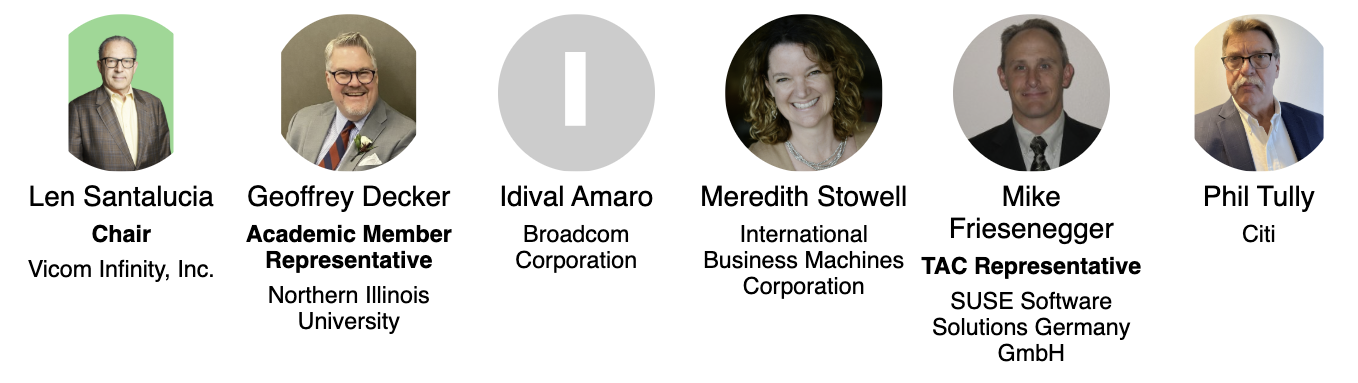 I
Len Santalucia
Chair
Vicom Infinity, Inc.
Geoffrey Decker
Academic Member
Representative
Northern Illinois
University
Idival Amaro
Broadcom
Corporation
Meredith Stowell
International
Business Machines
Corporation
Mike
Friesenegger
TAC Representative
SUSE Software
Solutions Germany
GmbH
Phil Tully
Citi